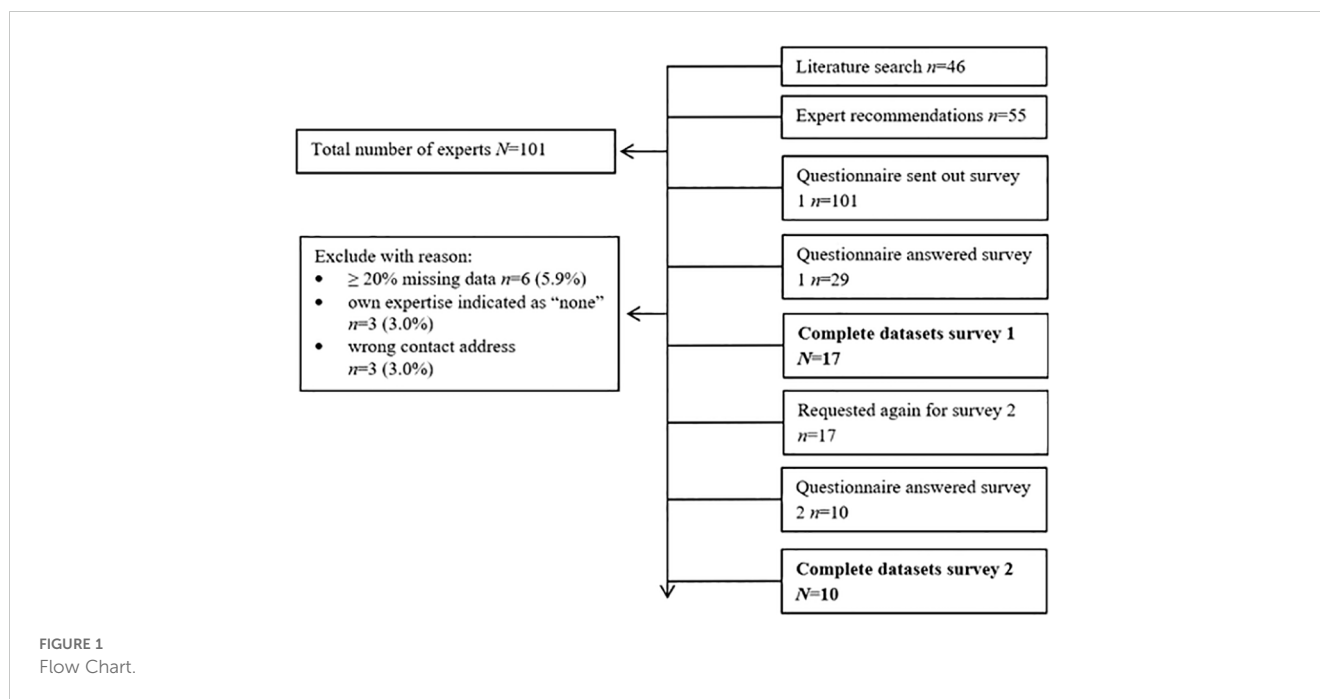 Literature search n=46
Expert recommendations n=55
Total number of experts N=101
Questionnaire sent out survey
1 n=101
Questionnaire answered survey
1 n=29
Exclude with reason:
• ≥ 20% missing data n=6 (5.9%)
• own expertise indicated as “none”
n=3 (3.0%)
• wrong contact address
n=3 (3.0%)
Complete datasets survey 1
N=17
Requested again for survey 2
n=17
Questionnaire answered survey
2 n=10
Complete datasets survey 2
N=10
FIGURE 1
Flow Chart.